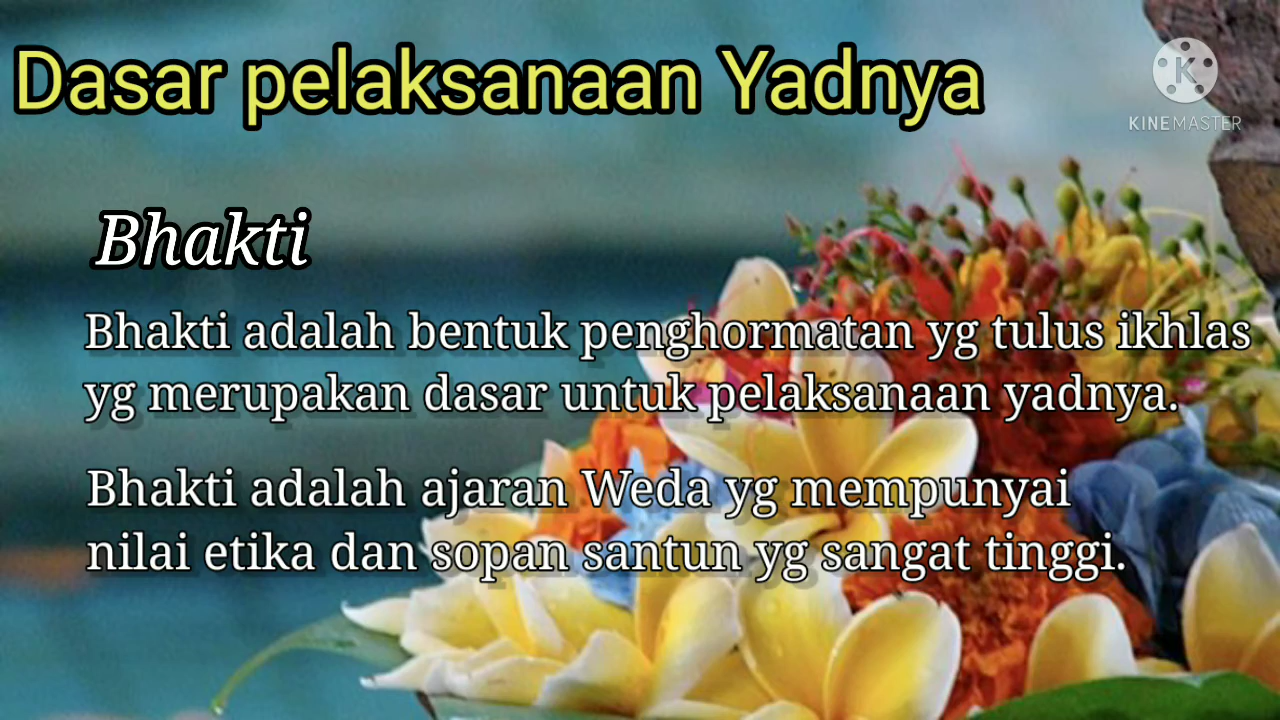 Dasar pelaksanaan Yadnya
K
KINEMASTER
Bhakti
Bhakti adalah bentuk penghormatan yg tulus ikhlas
yg merupakan dasar untuk pelaksanaan yadnya.
Bhakti adalah ajaran Weda yg mempunyai
nilai etika dan sopan santun yg sangat tinggi.